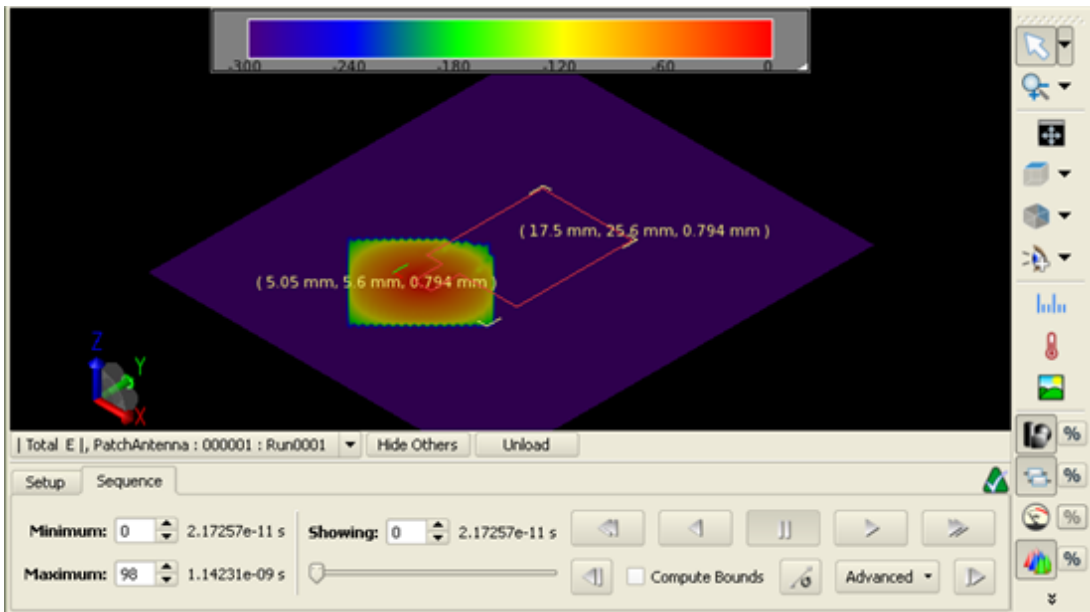 -300 -240 -180 -120 -60 0
( 17.5 mm, 25.6 mm, 0.794 mm )
( 5.05 mm, 5.6 mm, 0.794 mm )
Z
Y
X
| Total E |, PatchAntenna : 000001 : Run0001 Hide Others Unload
%
Setup Sequence %
Minimum: 0 2.17257e-11 s Showing: 0 2.17257e-11 s %
Maximum: 98 1.14231e-09 s Compute Bounds Advanced %